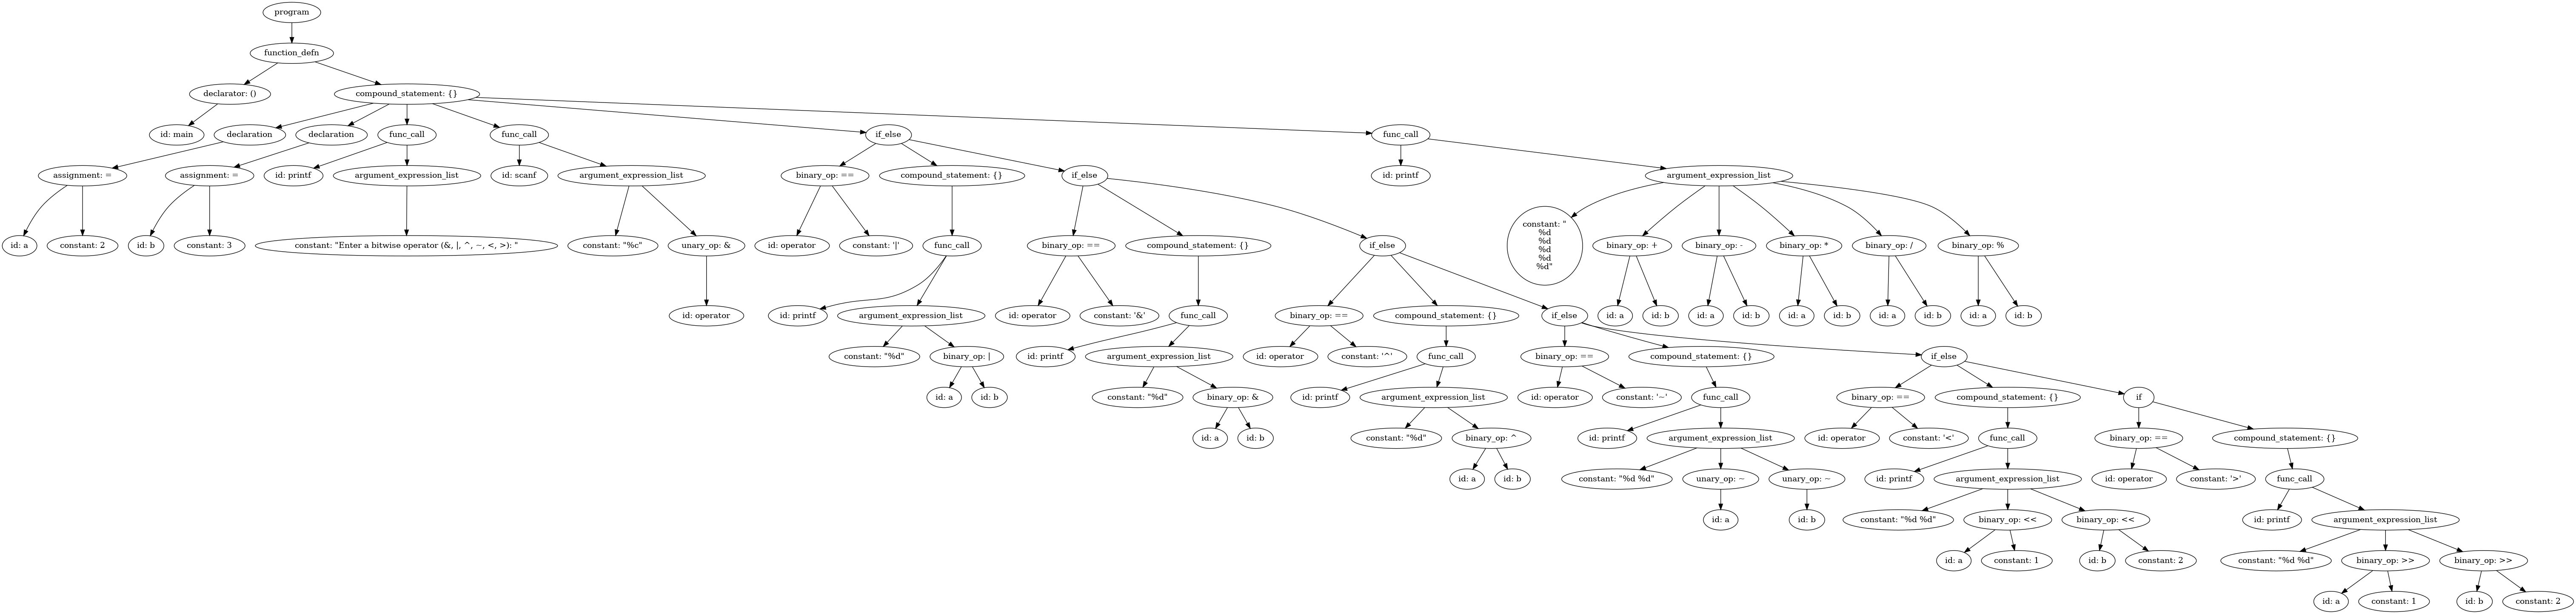 program
function_defn
declarator: () compound_statement: {}
id: main declaration declaration func_call func_call if_else func_call
assignment: = assignment: = id: printf argument_expression_list id: scanf argument_expression_list binary_op: == compound_statement: {} if_else id: printf argument_expression_list
id: a constant: 2 id: b constant: 3 constant: "Enter a bitwise operator (&, |, ^, ~, <, >): " constant: "%c" unary_op: & id: operator constant: '|' func_call binary_op: == compound_statement: {} if_else
constant: "
%d
%d
%d
%d
%d"
binary_op: + binary_op: - binary_op: * binary_op: / binary_op: %
id: operator id: printf argument_expression_list id: operator constant: '&' func_call binary_op: == compound_statement: {} if_else id: a id: b id: a id: b id: a id: b id: a id: b id: a id: b
constant: "%d" binary_op: | id: printf argument_expression_list id: operator constant: '^' func_call binary_op: == compound_statement: {} if_else
id: a id: b constant: "%d" binary_op: & id: printf argument_expression_list id: operator constant: '~' func_call binary_op: == compound_statement: {} if
id: a id: b constant: "%d" binary_op: ^ id: printf argument_expression_list id: operator constant: '<' func_call binary_op: == compound_statement: {}
id: a id: b constant: "%d %d" unary_op: ~ unary_op: ~ id: printf argument_expression_list id: operator constant: '>' func_call
id: a id: b constant: "%d %d" binary_op: << binary_op: << id: printf argument_expression_list
id: a constant: 1 id: b constant: 2 constant: "%d %d" binary_op: >> binary_op: >>
id: a constant: 1 id: b constant: 2